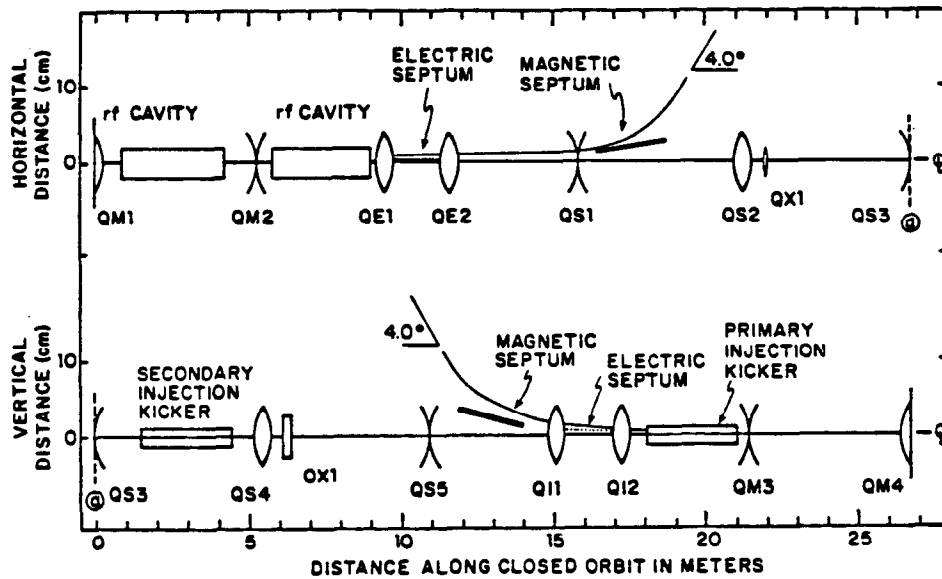 HORIZONTAL
DISTANCE (cm)
10
0
rf CAVITY
rf CAVITY
ELECTRIC
SEPTUM
MAGNETIC
SEPTUM
4.0°
QM1
QM2
QE1
QE2
QS1
QS2
QX1
QS3
@
VERTICAL
DISTANCE (cm)
10
0
SECONDARY
INJECTION
KICKER
4.0°
MAGNETIC
SEPTUM
ELECTRIC
SEPTUM
PRIMARY
INJECTION
KICKER
@
QS3
QS4
OX1
QS5
QI1
QI2
QM3
QM4
0
5
10
15
20
25
DISTANCE ALONG CLOSED ORBIT IN METERS